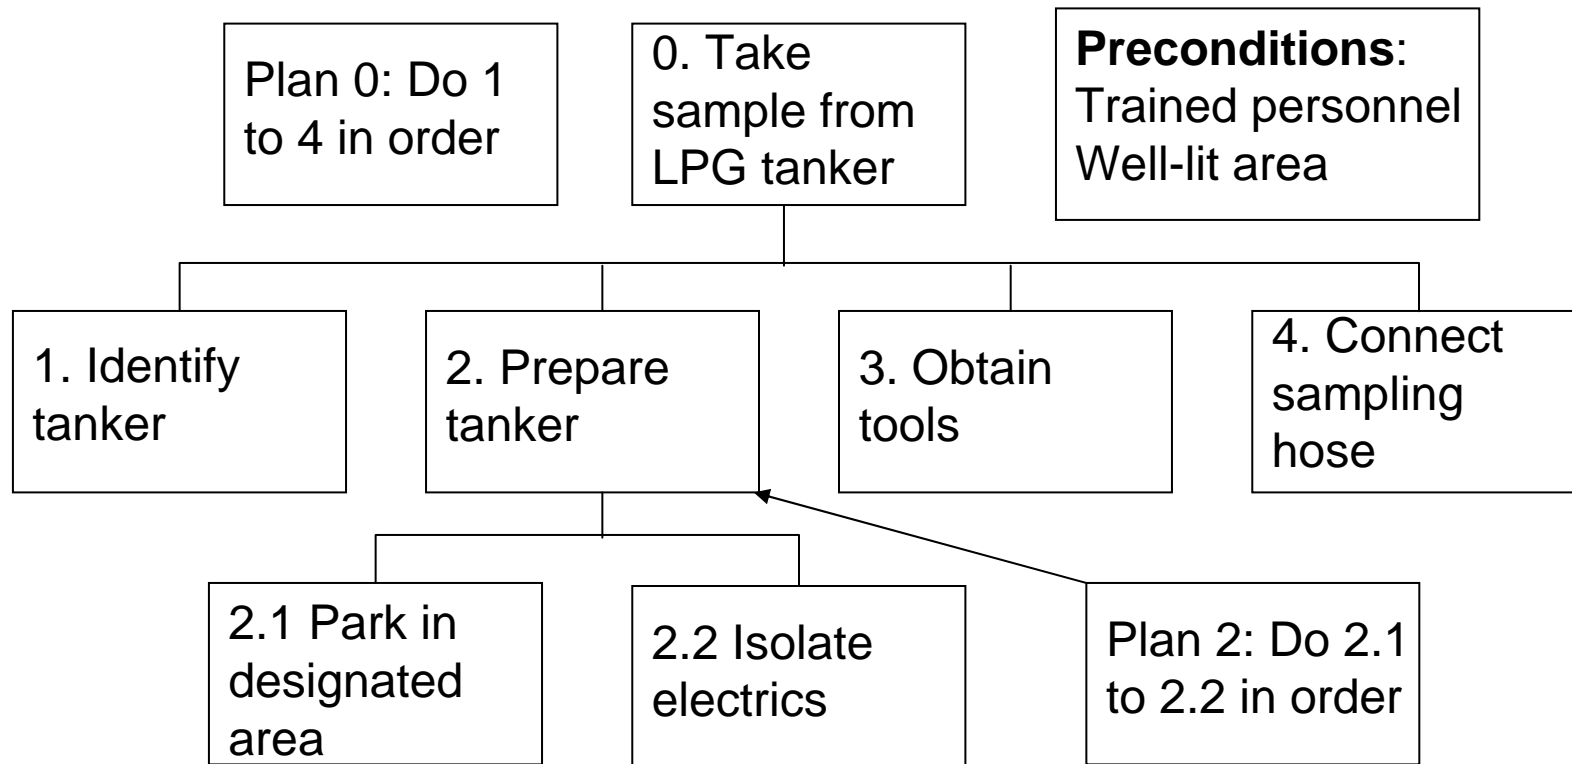 Plan 0: Do 1
to 4 in order
0. Take
sample from
LPG tanker
Preconditions:
Trained personnel
Well-lit area
1. Identify
tanker
2. Prepare
tanker
3. Obtain
tools
4. Connect
sampling
hose
2.1 Park in
designated
area
2.2 Isolate
electrics
Plan 2: Do 2.1
to 2.2 in order